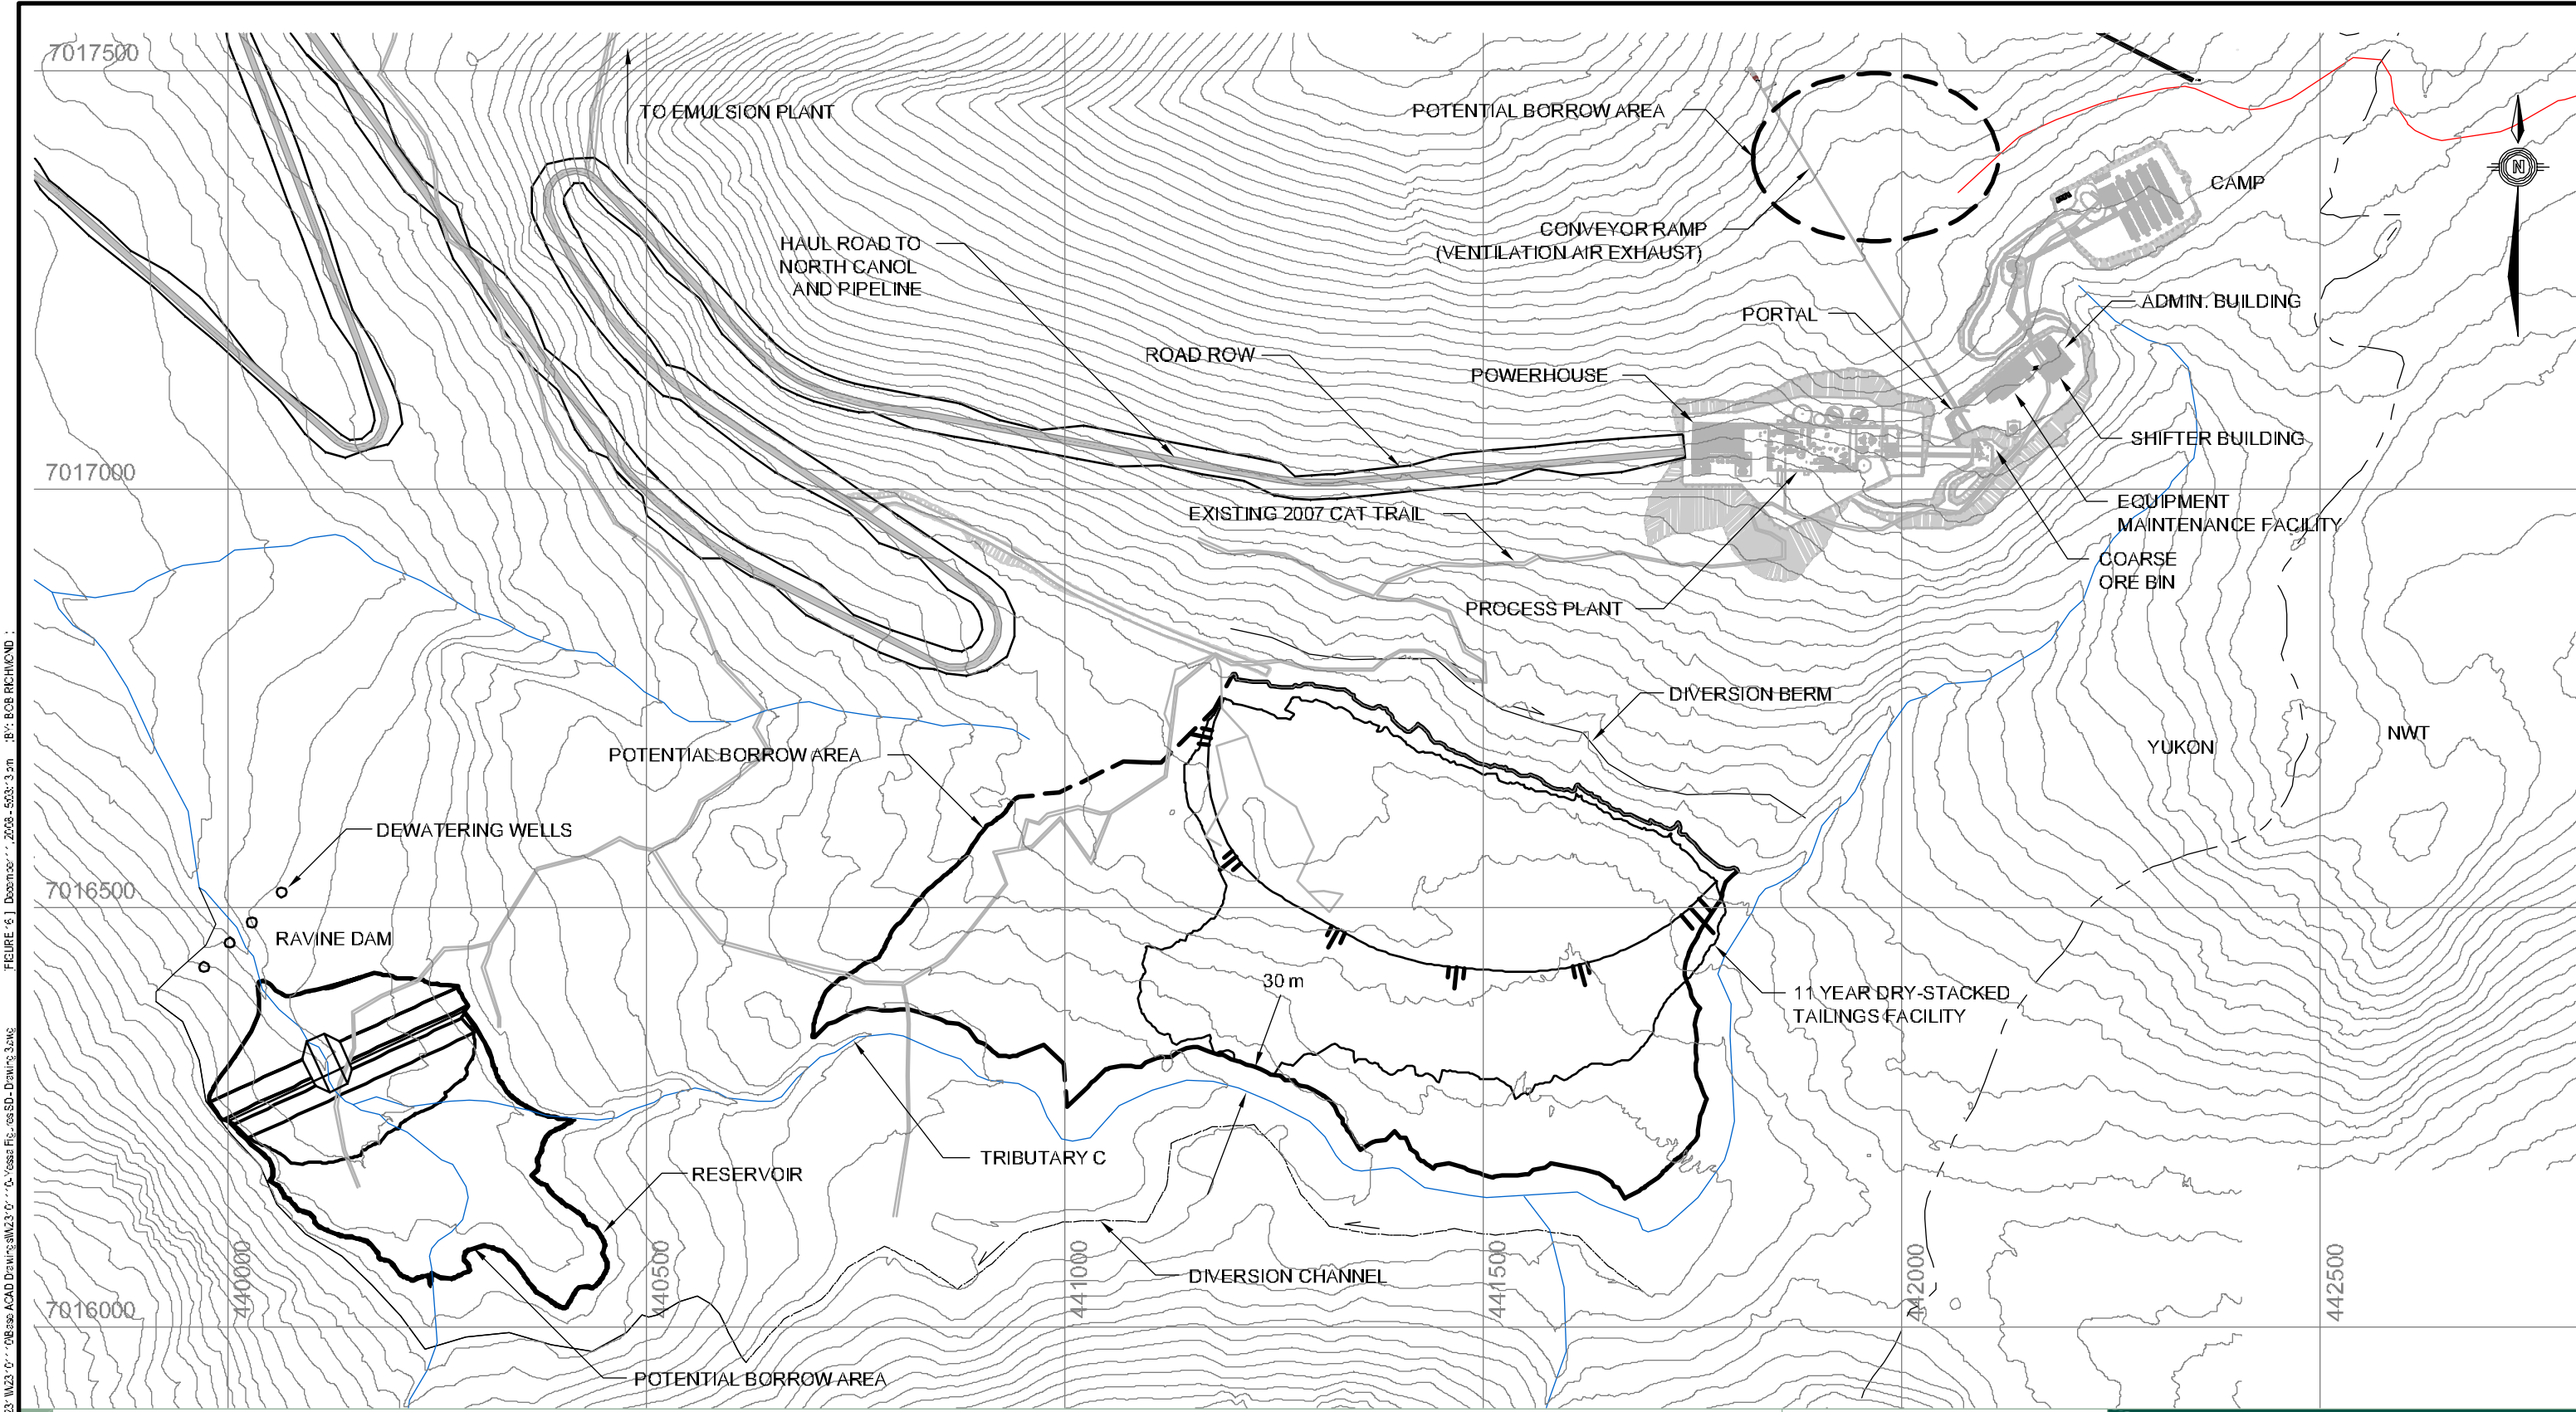 7017500
TO EMULSION PLANT
POTENTIAL BORROW AREA
N
CAMP
HAUL ROAD TO
NORTH CANOL
AND PIPELINE
CONVEYOR RAMP
(VENTILATION AIR EXHAUST)
PORTAL
ADMIN. BUILDING
ROAD ROW
POWERHOUSE
SHIFTER BUILDING
7017000
EXISTING 2007 CAT TRAIL
EQUIPMENT
MAINTENANCE FACILITY
COARSE
ORE BIN
PROCESS PLANT
DIVERSION BERM
YUKON
NWT
POTENTIAL BORROW AREA
DEWATERING WELLS
7016500
RAVINE DAM
30 m
11 YEAR DRY-STACKED
TAILINGS FACILITY
TRIBUTARY C
RESERVOIR
DIVERSION CHANNEL
7016000
440000
440500
441000
441500
442000
442500
POTENTIAL BORROW AREA
BY: BOB RICHMOND